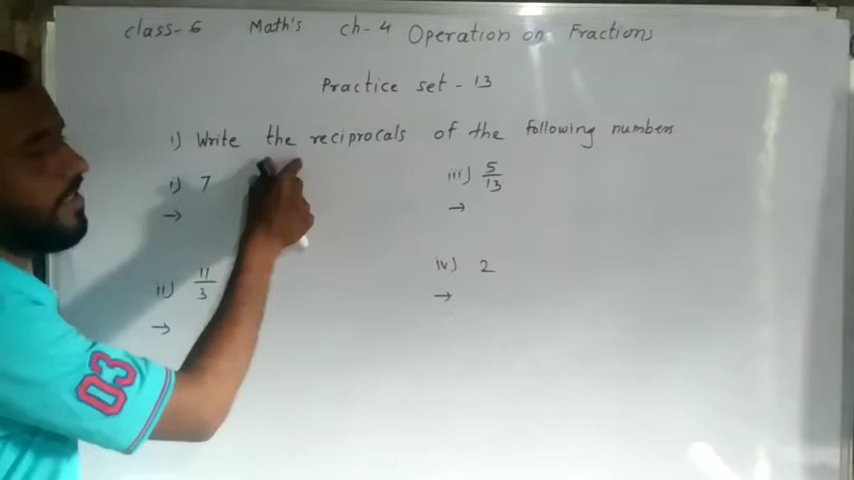 class-6 Math's ch-4 Operation on Fractions
Practice set - 13
i) Write the reciprocals of the following numbers
i) 7
→
ii) 11/3
→
iii) 5/13
→
iv) 2
→
03